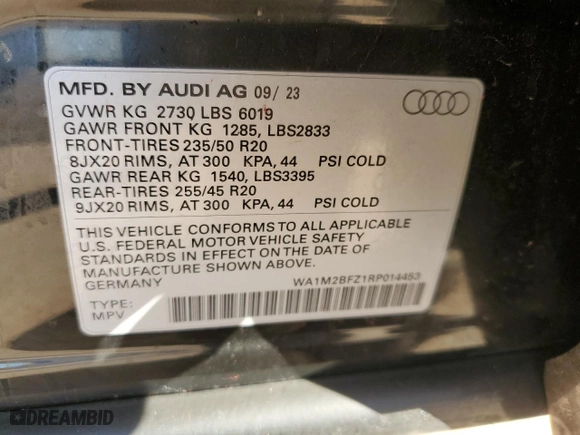 MFD. BY AUDI AG 09/ 23
GVWR KG 2730 LBS 6019
GAWR FRONT KG 1285, LBS2833
FRONT-TIRES 235/50 R20
8JX20 RIMS, AT 300 KPA, 44 PSI COLD
GAWR REAR KG 1540, LBS3395
REAR-TIRES 255/45 R20
9JX20 RIMS, AT 300 KPA, 44 PSI COLD
THIS VEHICLE CONFORMS TO ALL APPLICABLE
U.S. FEDERAL MOTOR VEHICLE SAFETY
STANDARDS IN EFFECT ON THE DATE OF
MANUFACTURE SHOWN ABOVE.
GERMANY
WA1M2BFZ1RP014453
TYPE:
MPV
DREAMBID